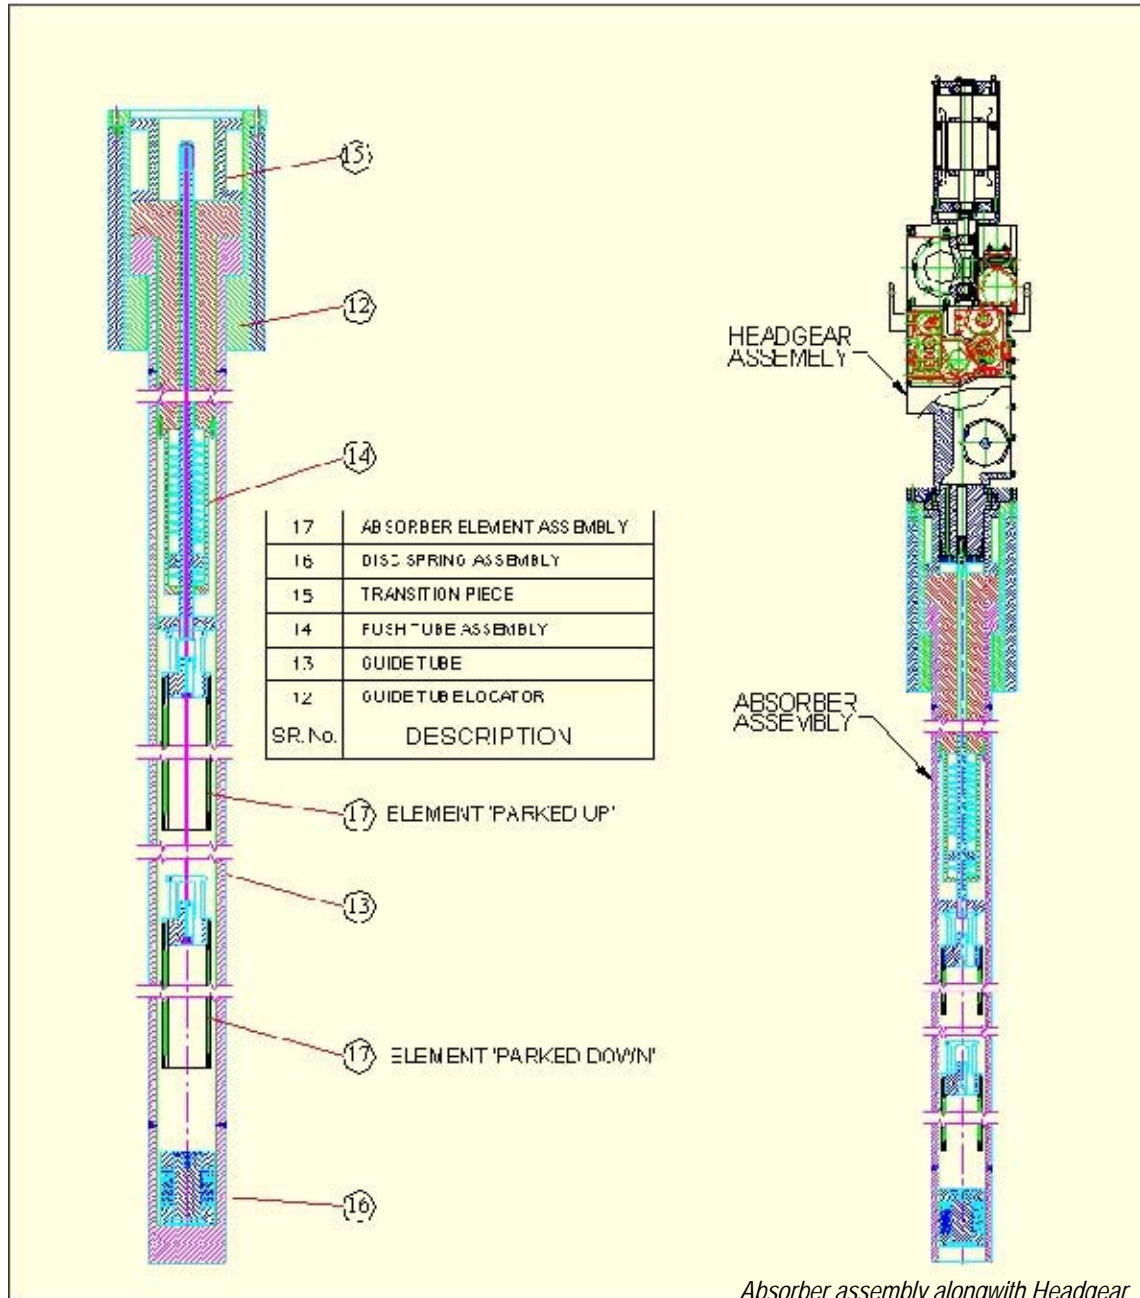 15
12
14
HEADGEAR
ASSEMELY
17 ABSORBER ELEMENT ASSEMBLY
16 DISC SPRING ASSEMBLY
15 TRANSITION PIECE
14 PUSH TUBE ASSEMBLY
13 GUIDE TUBE
12 GUIDE TUBE LOCATOR
SR. No. DESCRIPTION
ABSORBER
ASSEMBLY
17 ELEMENT 'PARKED UP'
13
17 ELEMENT 'PARKED DOWN'
16
Absorber assembly alongwith Headgear